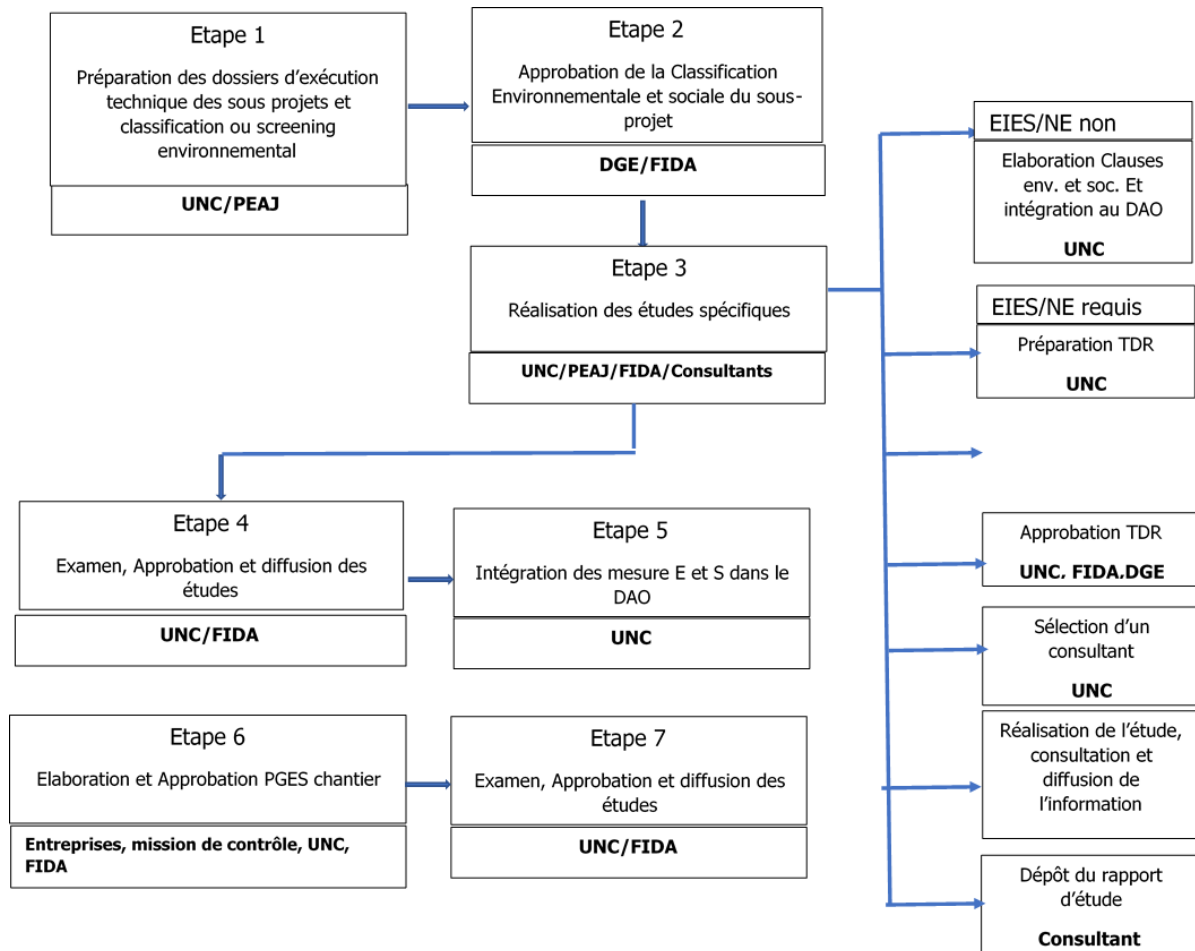 Etape 1
Préparation des dossiers d'exécution
technique des sous projets et
classification ou screening
environnemental
UNC/PEAJ
Etape 2
Approbation de la Classification
Environnementale et sociale du sous-
projet
DGE/FIDA
Etape 3
Réalisation des études spécifiques
UNC/PEAJ/FIDA/Consultants
EIES/NE non
Elaboration Clauses
env. et soc. Et
intégration au DAO
UNC
EIES/NE requis
Préparation TDR
UNC
Approbation TDR
UNC, FIDA,DGE
Sélection d'un
consultant
UNC
Réalisation de l'étude,
consultation et
diffusion de
l'information
Dépôt du rapport
d'étude
Consultant
Etape 4
Examen, Approbation et diffusion des
études
UNC/FIDA
Etape 5
Intégration des mesure E et S dans le
DAO
UNC
Etape 6
Elaboration et Approbation PGES chantier
Entreprises, mission de contrôle, UNC,
FIDA
Etape 7
Examen, Approbation et diffusion des
études
UNC/FIDA